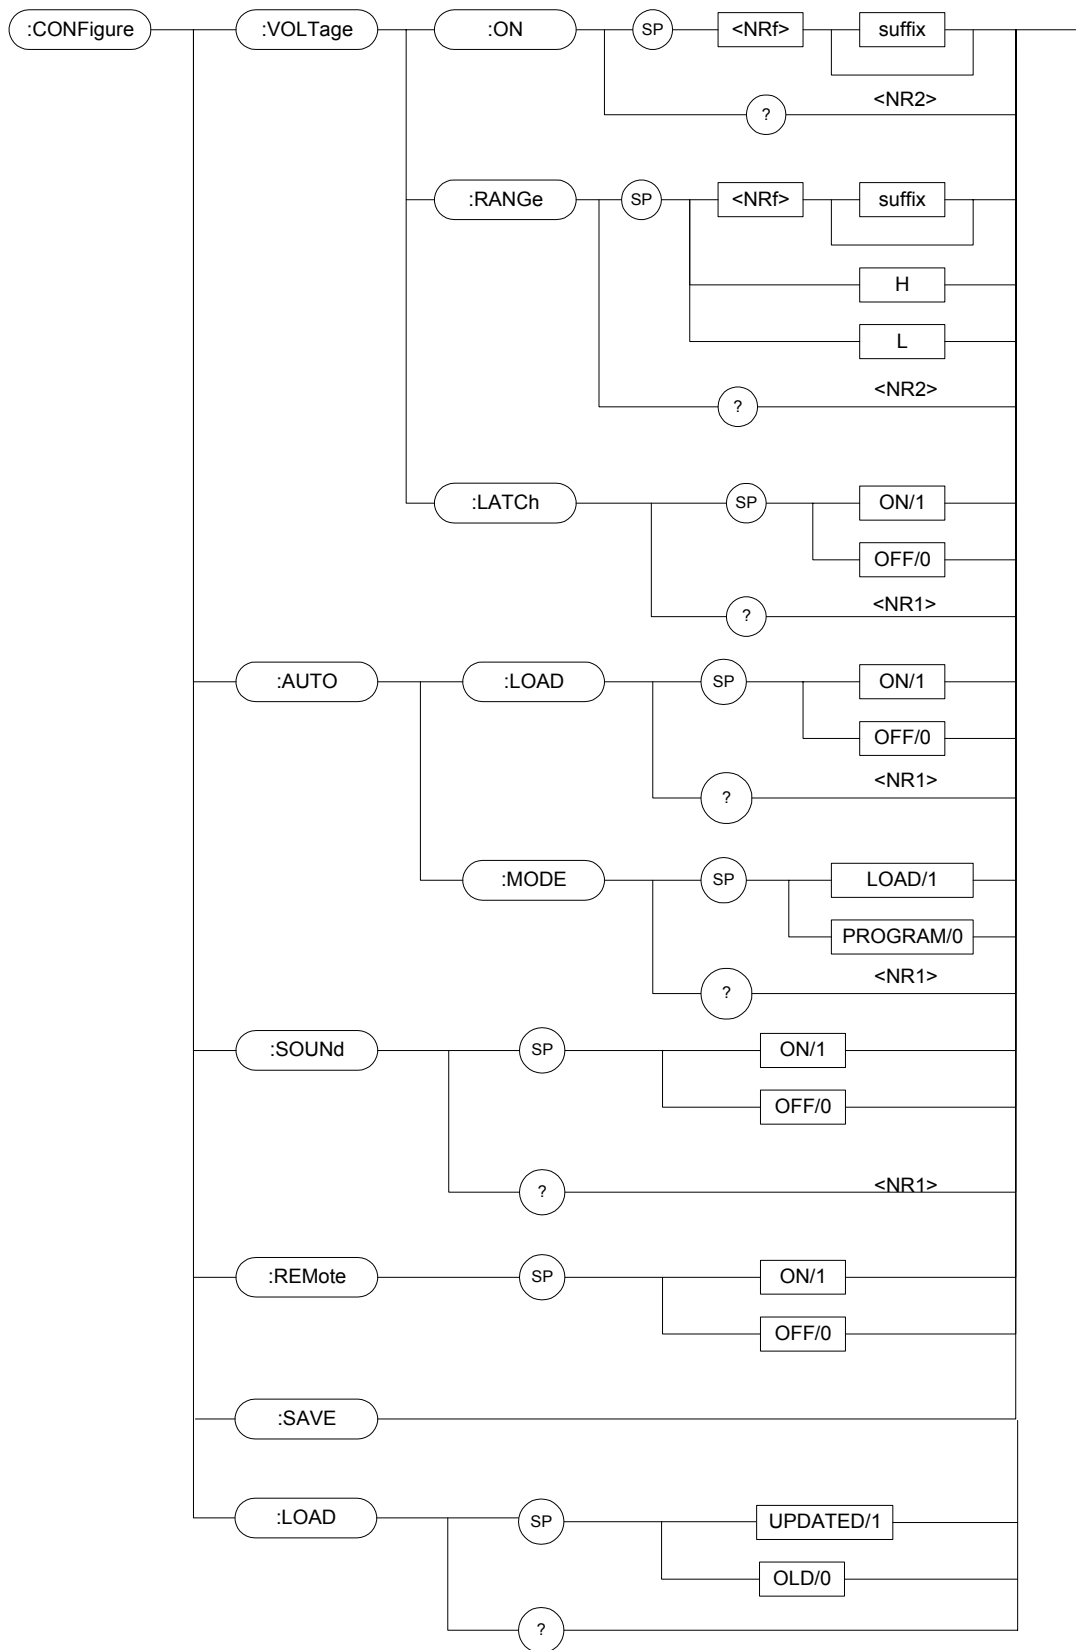 :CONFigure :VOLTage :ON SP <NRf> suffix
? <NR2>
:RANGe SP <NRf> suffix
H
L
? <NR2>
:LATCh SP ON/1
OFF/0
? <NR1>
:AUTO :LOAD SP ON/1
OFF/0
? <NR1>
:MODE SP LOAD/1
PROGRAM/0
? <NR1>
:SOUNd SP ON/1
OFF/0
? <NR1>
:REMote SP ON/1
OFF/0
:SAVE
:LOAD SP UPDATED/1
OLD/0
?